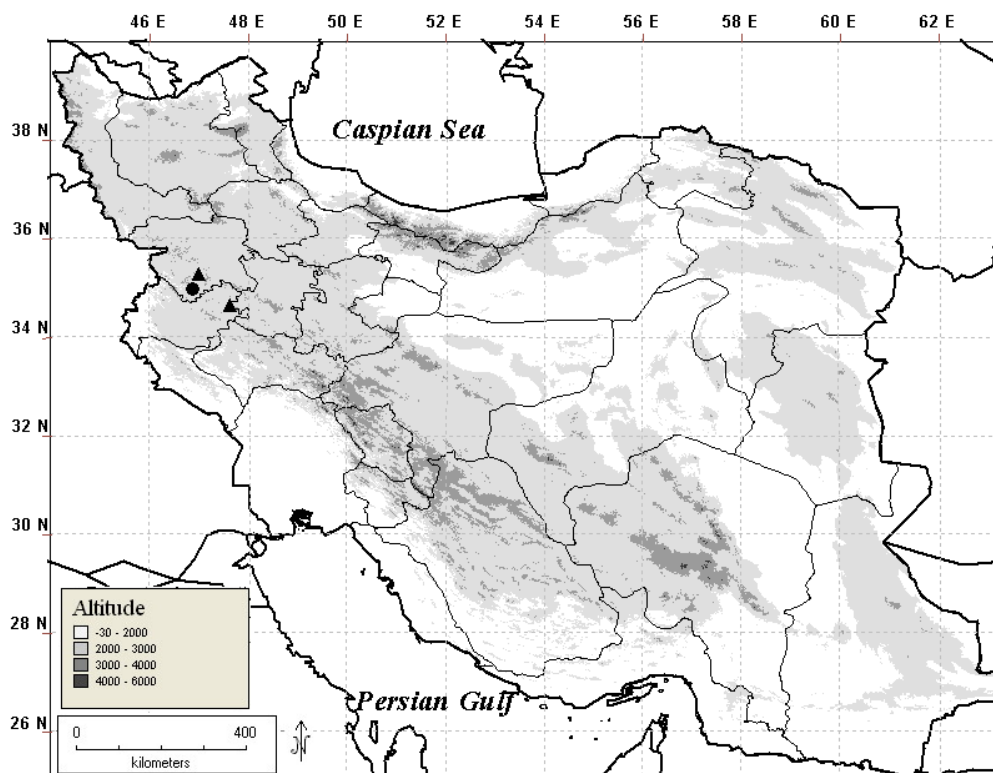 46 E 48 E 50 E 52 E 54 E 56 E 58 E 60 E 62 E
38 N
Caspian Sea
36 N
34 N
32 N
30 N
Altitude
-30 - 2000
28 N
2000 - 3000
3000 - 4000
4000 - 6000
Persian Gulf
26 N
0 400
kilometers
N